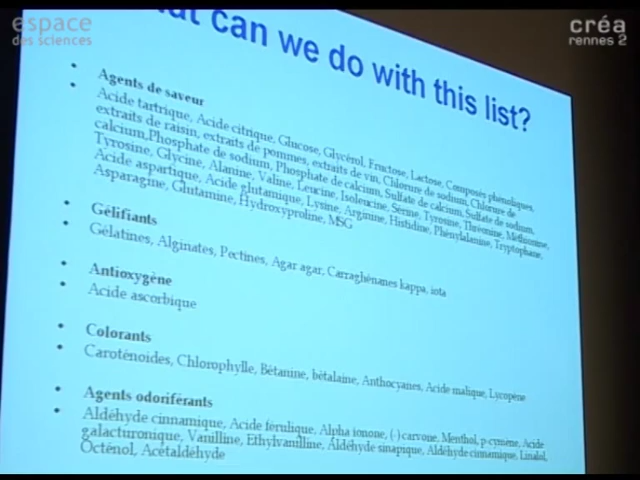 espace
des sciences
créa
rennes 2
ut can we do with this list?
• Agents de saveur
• Acide tartrique, Acide citrique, Glucose, Glycérol, Fructose, Lactose, Composés phénoliques,
extraits de raisin, extraits de pommes, extraits de vin, Chlorure de sodium, Chlorure de
calcium, Phosphate de sodium, Phosphate de calcium, Sulfate de calcium, Sulfate de sodium,
Tyrosine, Glycine, Alanine, Valine, Leucine, Isoleucine, Sérine, Tyrosine, Thréonine, Méthionine,
Acide aspartique, Acide glutamique, Lysine, Arginine, Histidine, Phénylalanine, Tryptophane,
Asparagine, Glutamine, Hydroxyproline, MSG
• Gélifiants
• Gélatines, Alginates, Pectines, Agar agar, Carraghénanes kappa, iota
• Antioxygène
• Acide ascorbique
• Colorants
• Caroténoides, Chlorophylle, Bétanine, bétalaine, Anthocyanes, Acide malique, Lycopène
• Agents odoriférants
• Aldéhyde cinnamique, Acide férulique, Alpha ionone, (-) carvone, Menthol, p-cymène, Acide
galacturonique, Vanilline, Ethylvanilline, Aldéhyde sinapique, Aldéhyde cinnemique, Linalol,
Octénol, Acétaldéhyde